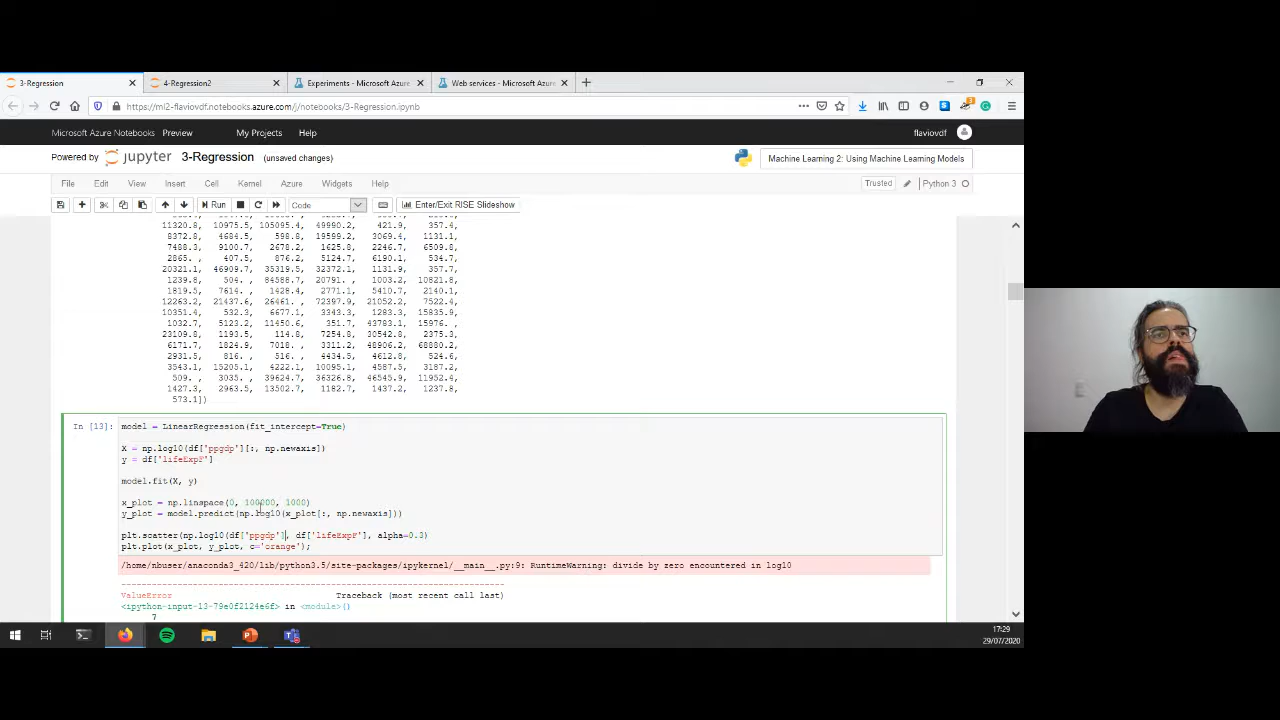 3-Regression
4-Regression2
Experiments - Microsoft Azure
Web services - Microsoft Azure
https://ml2-flaviovdf.notebooks.azure.com/j/notebooks/3-Regression.ipynb
Microsoft Azure Notebooks Preview My Projects Help flaviovdf
Powered by jupyter 3-Regression (unsaved changes) Machine Learning 2: Using Machine Learning Models
File Edit View Insert Cell Kernel Azure Widgets Help Trusted Python 3
Run Code Enter/Exit RISE Slideshow
11320.8, 10975.5, 105095.4, 49990.2, 421.9, 357.4,
8372.8, 4684.5, 598.8, 19599.2, 3069.4, 1131.1,
7488.3, 9100.7, 2678.2, 1625.8, 2246.7, 6509.8,
2865. , 407.5, 876.2, 5124.7, 6190.1, 534.7,
20321.1, 46909.7, 35319.5, 32372.1, 1131.9, 357.7,
1239.8, 504. , 84588.7, 20791. , 1003.2, 10821.8,
1819.5, 7614. , 1428.4, 2771.1, 5410.7, 2140.1,
12263.2, 21437.6, 26461. , 72397.9, 21052.2, 7522.4,
10351.4, 532.3, 6677.1, 3343.3, 1283.3, 15935.9,
1032.7, 5123.2, 11450.6, 351.7, 43783.1, 15976. ,
23109.8, 1193.5, 114.8, 7254.8, 30542.8, 2375.3,
6171.7, 1824.9, 7018. , 3311.2, 48906.2, 68880.2,
2931.5, 816. , 516. , 4434.5, 4612.8, 524.6,
3543.1, 15205.1, 4222.1, 10095.1, 4587.5, 3187.2,
509. , 3035. , 39624.7, 36326.8, 46545.9, 11952.4,
1427.3, 2963.5, 13502.7, 1182.7, 1437.2, 1237.8,
573.1])
In [13]: model = LinearRegression(fit_intercept=True)
X = np.log10(df['ppgdp'][:, np.newaxis])
y = df['lifeExpF']
model.fit(X, y)
x_plot = np.linspace(0, 100000, 1000)
y_plot = model.predict(np.log10(x_plot[:, np.newaxis]))
plt.scatter(np.log10(df['ppgdp'], df['lifeExpF'], alpha=0.3)
plt.plot(x_plot, y_plot, c='orange');
/home/nbuser/anaconda3_420/lib/python3.5/site-packages/ipykernel/__main__.py:9: RuntimeWarning: divide by zero encountered in log10
---------------------------------------------------------------------------
ValueError Traceback (most recent call last)
<ipython-input-13-79e0f2124e6f> in <module>()
7
17:29
29/07/2020